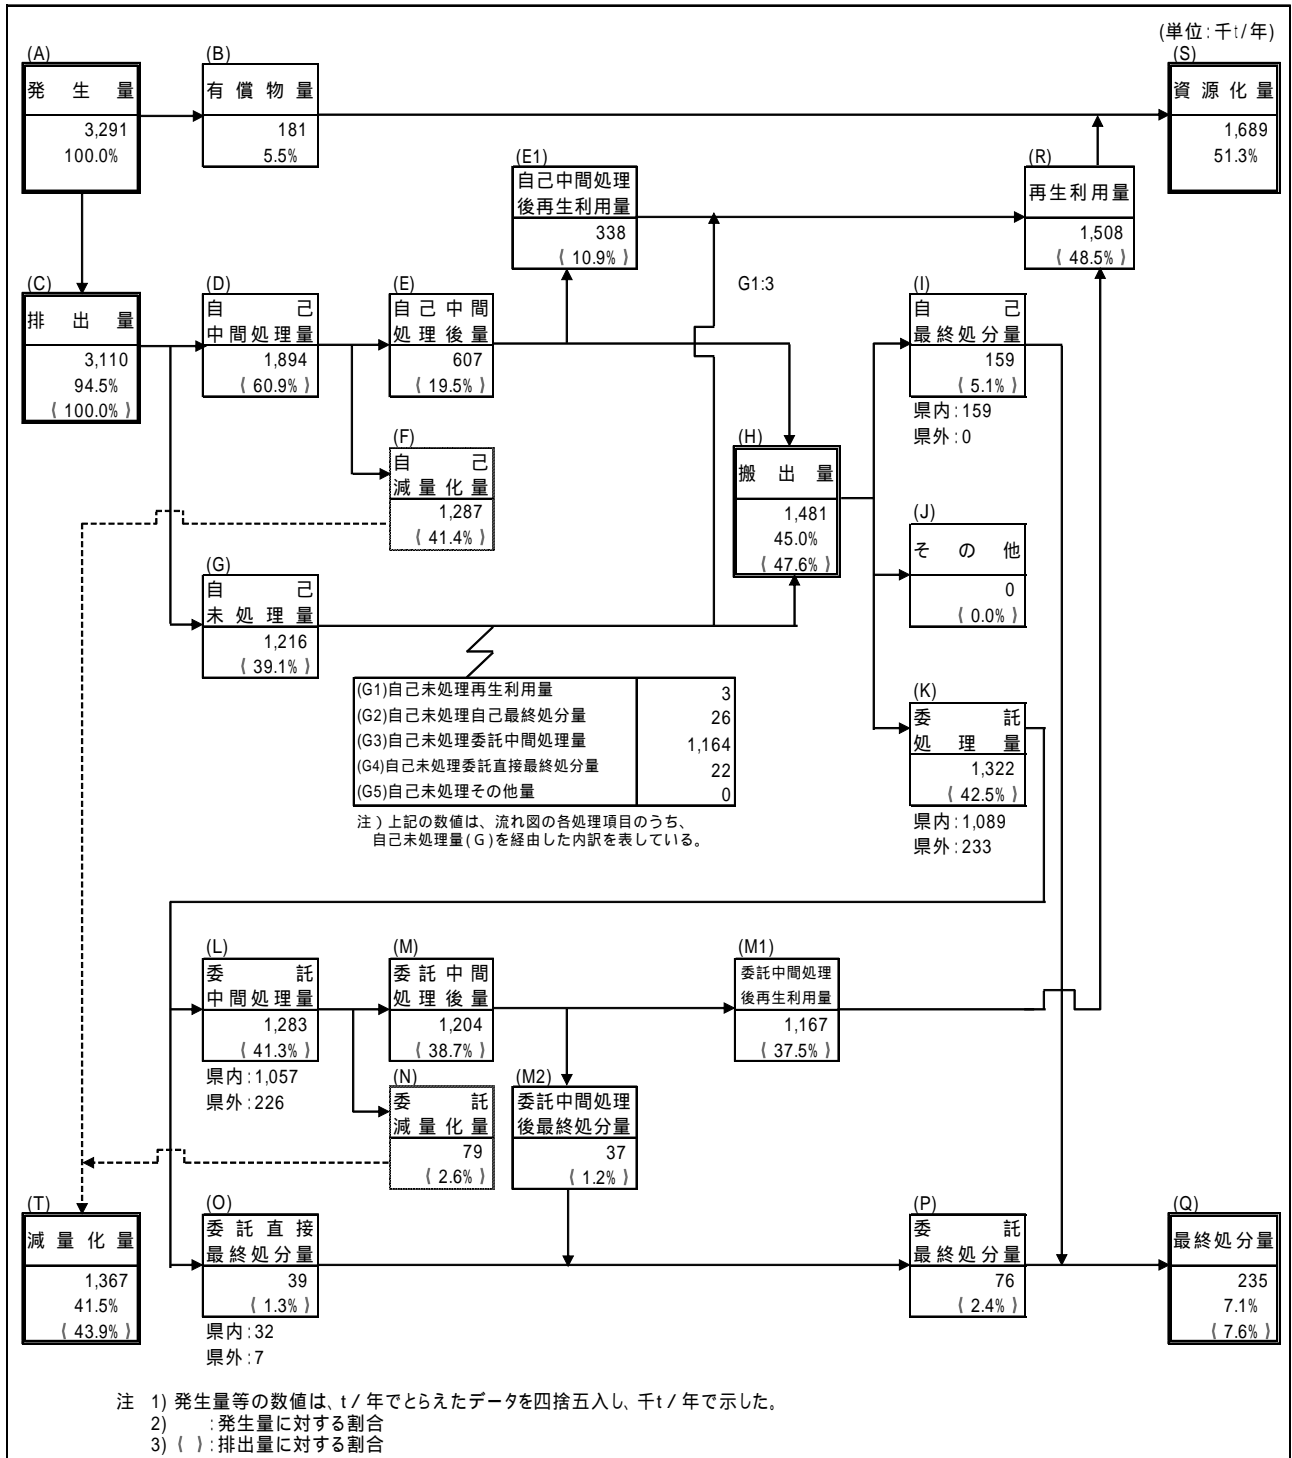 (単位:千t/年)
(A)
発生量
3,291
100.0%
(B)
有償物量
181
5.5%
(S)
資源化量
1,689
51.3%
(E1)
自己中間処理
後再生利用量
338
( 10.9% )
(R)
再生利用量
1,508
( 48.5% )
(C)
排出量
3,110
94.5%
( 100.0% )
(D)
自己
中間処理量
1,894
( 60.9% )
(E)
自己中間
処理後量
607
( 19.5% )
G1:3
(I)
自己
最終処分量
159
( 5.1% )
県内:159
県外:0
(F)
自己
減量化量
1,287
( 41.4% )
(H)
搬出量
1,481
45.0%
( 47.6% )
(J)
その他
0
( 0.0% )
(G)
自己
未処理量
1,216
( 39.1% )
(G1)自己未処理再生利用量 3
(G2)自己未処理自己最終処分量 26
(G3)自己未処理委託中間処理量 1,164
(G4)自己未処理委託直接最終処分量 22
(G5)自己未処理その他量 0
注)上記の数値は、流れ図の各処理項目のうち、
自己未処理量(G)を経由した内訳を表している。
(K)
委託
処理量
1,322
( 42.5% )
県内:1,089
県外:233
(L)
委託
中間処理量
1,283
( 41.3% )
県内:1,057
県外:226
(M)
委託中間
処理後量
1,204
( 38.7% )
(M1)
委託中間処理
後再生利用量
1,167
( 37.5% )
(N)
委託
減量化量
79
( 2.6% )
(M2)
委託中間処理
後最終処分量
37
( 1.2% )
(T)
減量化量
1,367
41.5%
( 43.9% )
(O)
委託直接
最終処分量
39
( 1.3% )
県内:32
県外:7
(P)
委託
最終処分量
76
( 2.4% )
(Q)
最終処分量
235
7.1%
( 7.6% )
注 1) 発生量等の数値は、t/年でとらえたデータを四捨五入し、千t/年で示した。
2) :発生量に対する割合
3) ( ):排出量に対する割合